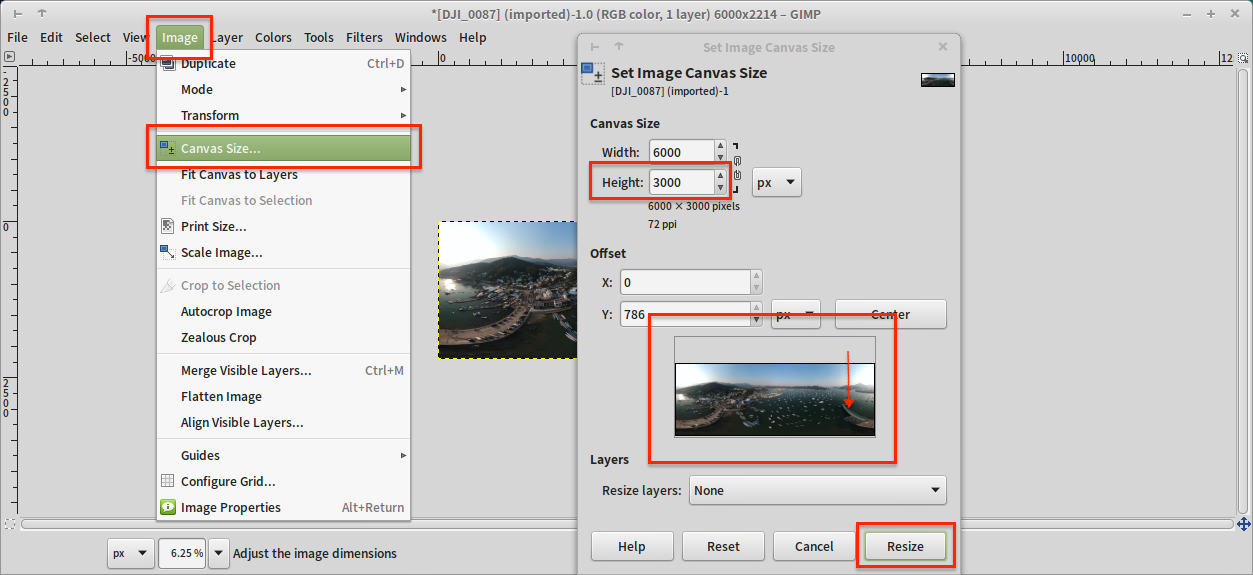 *[DJI_0087] (imported)-1.0 (RGB color, 1 layer) 6000x2214 – GIMP
File Edit Select View Image Layer Colors Tools Filters Windows Help
-5000 0 10000 12
Duplicate Ctrl+D
Mode
Transform
Canvas Size...
Fit Canvas to Layers
Fit Canvas to Selection
Print Size...
Scale Image...
Crop to Selection
Autocrop Image
Zealous Crop
Merge Visible Layers... Ctrl+M
Flatten Image
Align Visible Layers...
Guides
Configure Grid...
Image Properties Alt+Return
-2500
0
2500
px 6.25 % Adjust the image dimensions
Set Image Canvas Size
Set Image Canvas Size
[DJI_0087] (imported)-1
Canvas Size
Width: 6000
Height: 3000 px
6000 × 3000 pixels
72 ppi
Offset
X: 0
Y: 786 px Center
Layers
Resize layers: None
Help Reset Cancel Resize